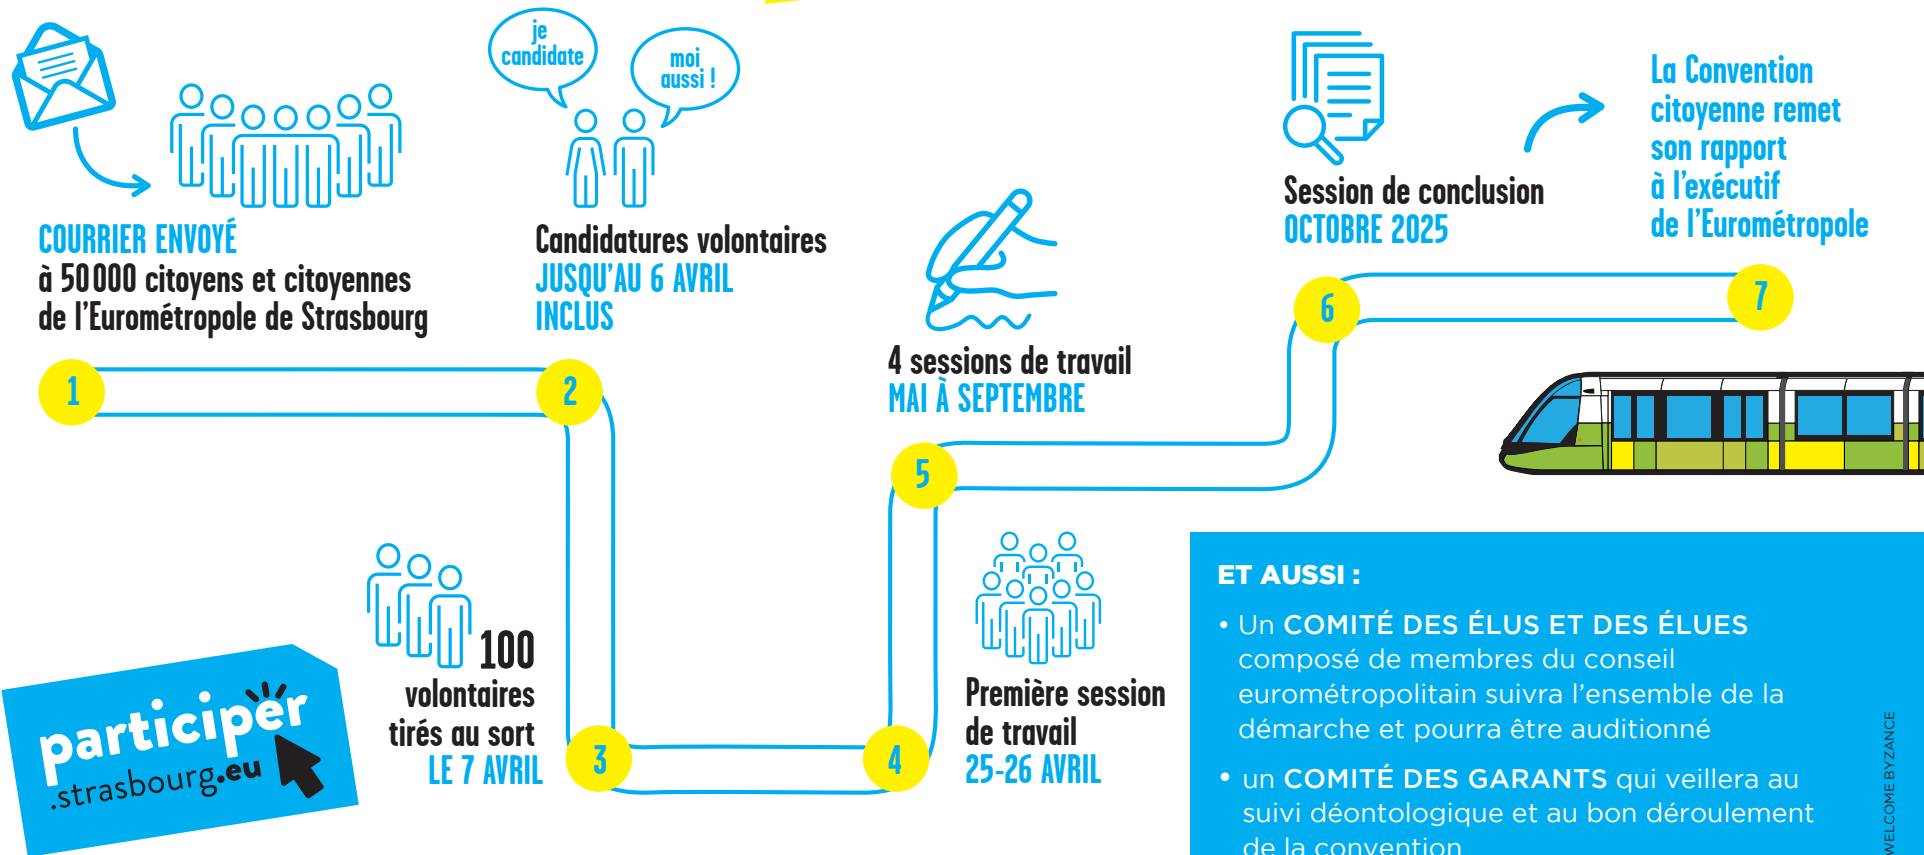 je
candidate
moi
aussi !
COURRIER ENVOYÉ
à 50 000 citoyens et citoyennes
de l'Eurométropole de Strasbourg
1
Candidatures volontaires
JUSQU'AU 6 AVRIL
INCLUS
2
100
volontaires
tirés au sort
LE 7 AVRIL
3
Première session
de travail
25-26 AVRIL
4
4 sessions de travail
MAI À SEPTEMBRE
5
Session de conclusion
OCTOBRE 2025
6
La Convention
citoyenne remet
son rapport
à l'exécutif
de l'Eurométropole
7
participer
.strasbourg.eu
ET AUSSI :
• Un COMITÉ DES ÉLUS ET DES ÉLUES
composé de membres du conseil
eurométropolitain suivra l'ensemble de la
démarche et pourra être auditionné
• un COMITÉ DES GARANTS qui veillera au
suivi déontologique et au bon déroulement
de la convention
WELCOME BYZANCE